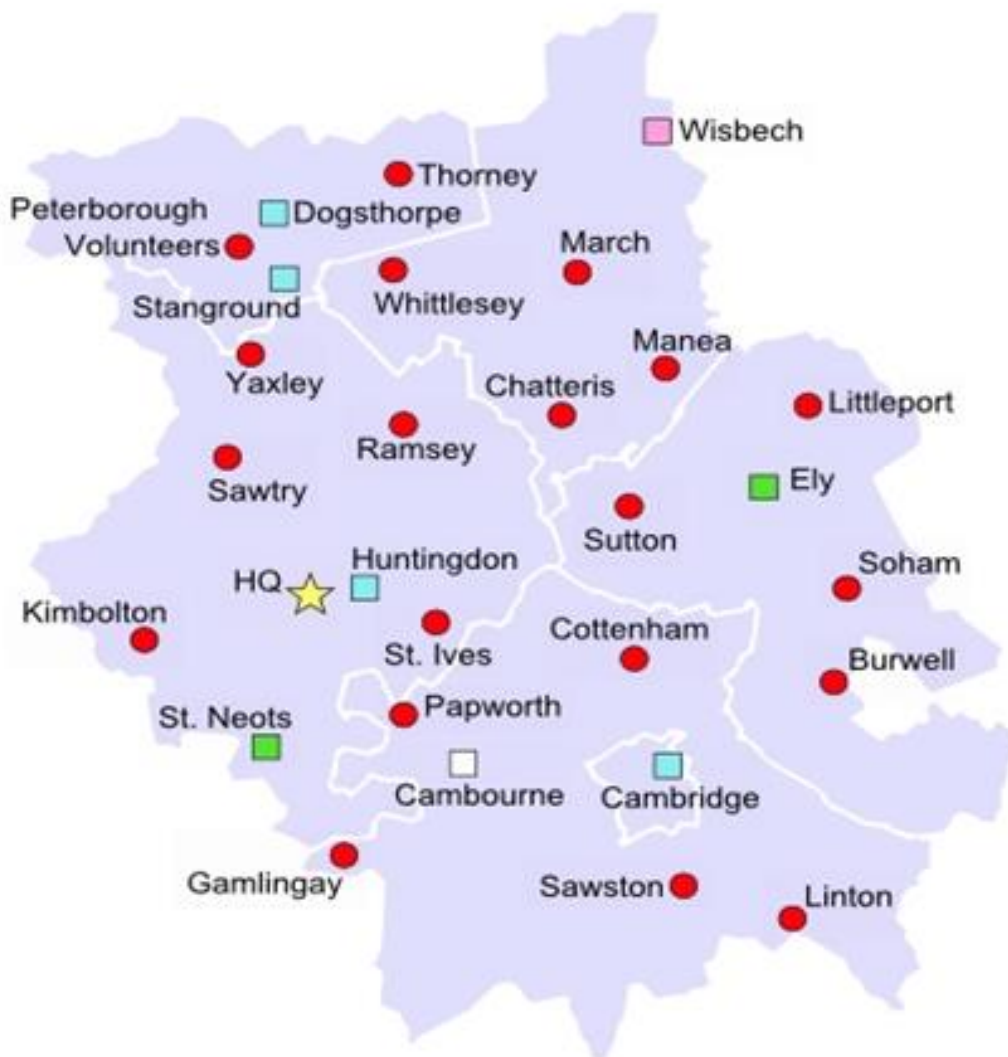 Wisbech
Thorney
Peterborough
Dogsthorpe
Volunteers
March
Stanground
Whittlesey
Manea
Yaxley
Chatteris
Littleport
Ramsey
Sawtry
Ely
Sutton
Huntingdon
Soham
HQ
Kimbolton
Cottenham
St. Ives
Burwell
St. Neots
Papworth
Cambourne
Cambridge
Gamlingay
Sawston
Linton